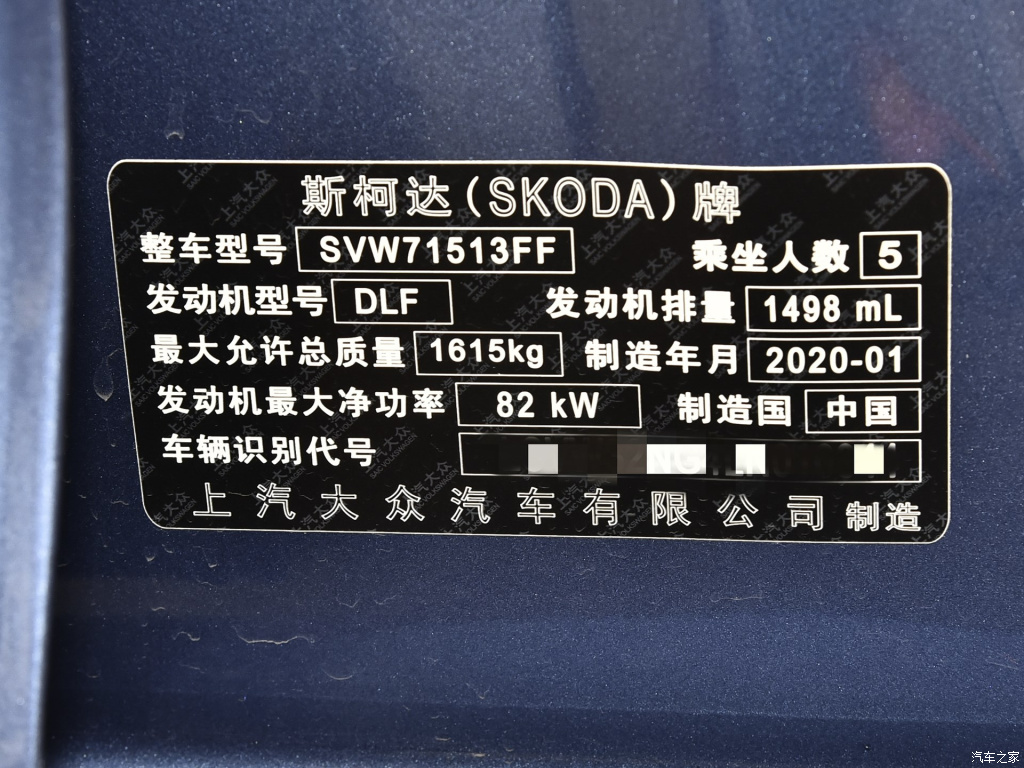 斯柯达(SKODA)牌
整车型号 SVW71513FF 乘坐人数 5
发动机型号 DLF 发动机排量 1498 mL
最大允许总质量 1615kg 制造年月 2020-01
发动机最大净功率 82 kW 制造国 中国
车辆识别代号
上汽大众汽车有限公司 制造
汽车之家